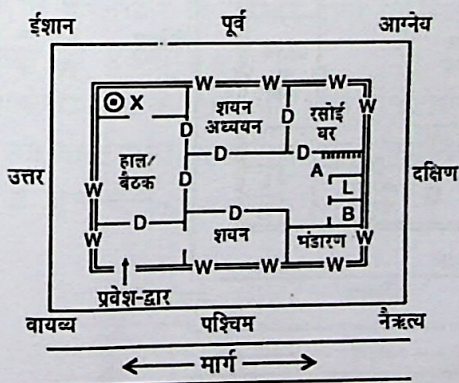 ईशान पूर्व आग्नेय
W W W
X शयन W
D अध्ययन D रसोई
घर
हाल/ D D
बैठक A
उत्तर D दक्षिण
W L
D B
D
W शयन भंडारण W
W W W
प्रवेश-द्वार
वायव्य पश्चिम नैऋत्य
मार्ग